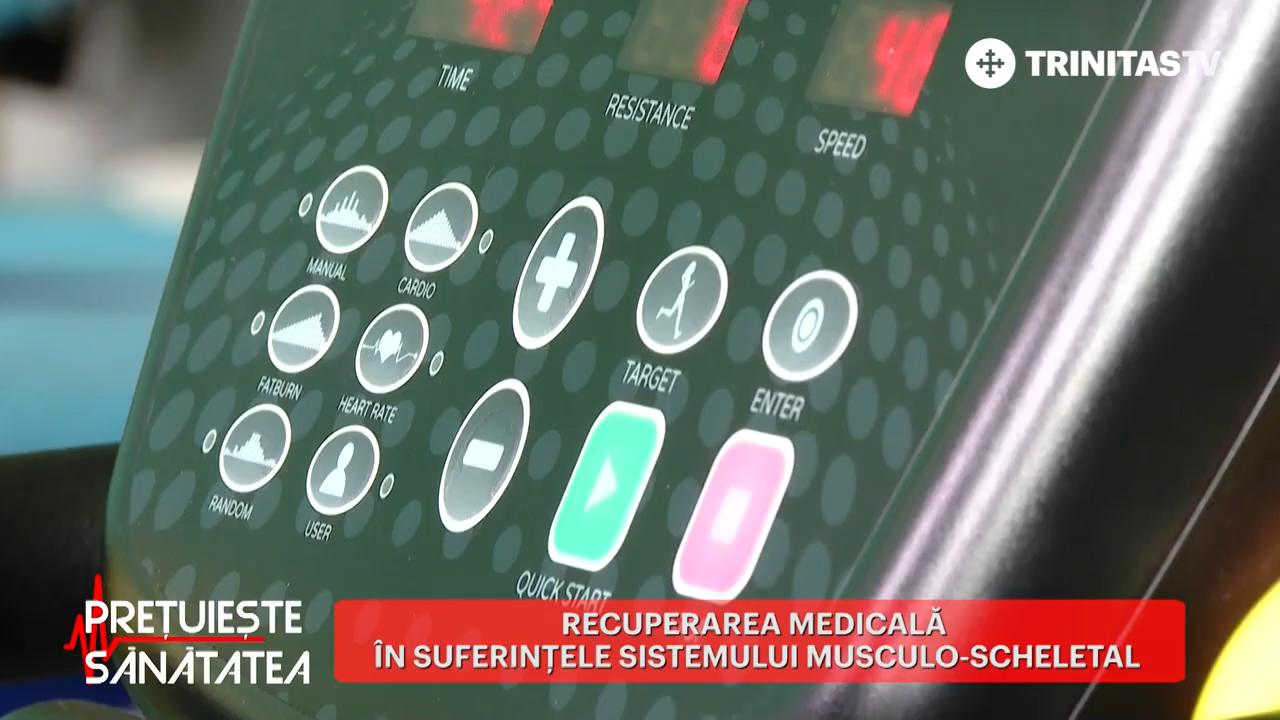 TRINITASTV
TIME
RESISTANCE
SPEED
MANUAL
CARDIO
FATBURN
HEART RATE
TARGET
ENTER
RANDOM
USER
QUICK START
PREȚUIEȘTE
SĂNĂTATEA
RECUPERAREA MEDICALĂ
ÎN SUFERINȚELE SISTEMULUI MUSCULO-SCHELETAL